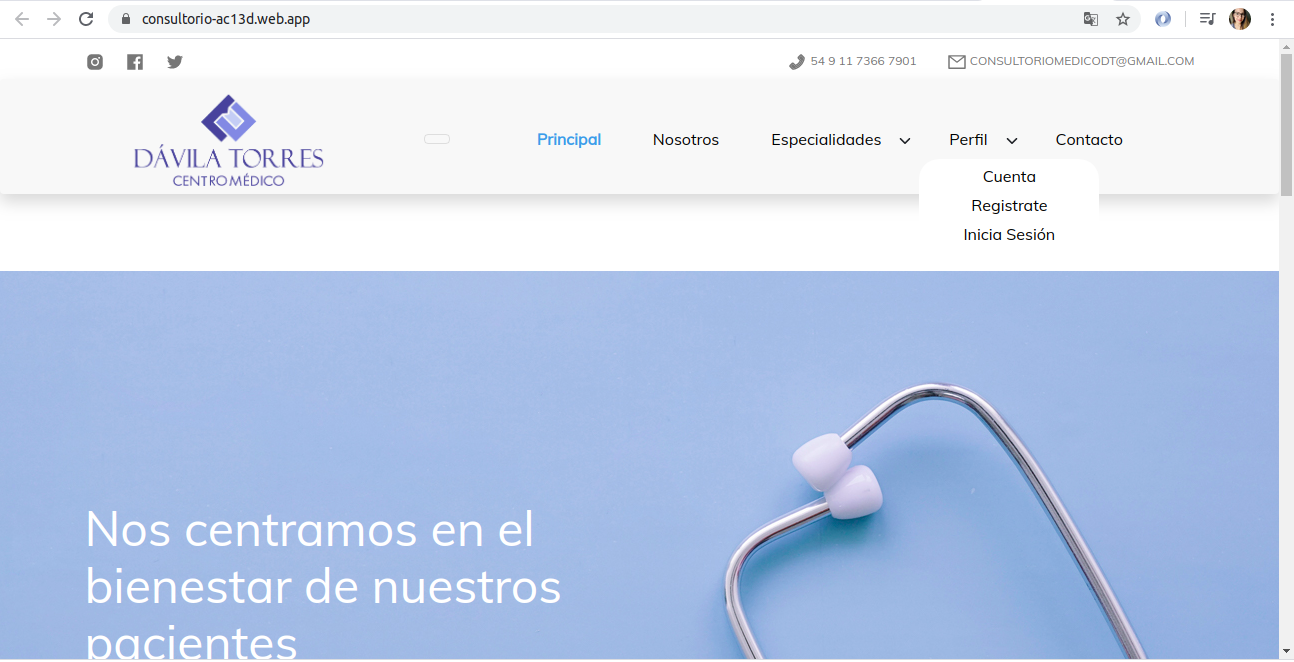 consultorio-ac13d.web.app
54 9 11 7366 7901 CONSULTORIOMEDICODT@GMAIL.COM
DÁVILA TORRES
CENTRO MÉDICO
Principal Nosotros Especialidades Perfil Contacto
Cuenta
Registrate
Inicia Sesión
Nos centramos en el
bienestar de nuestros
pacientes